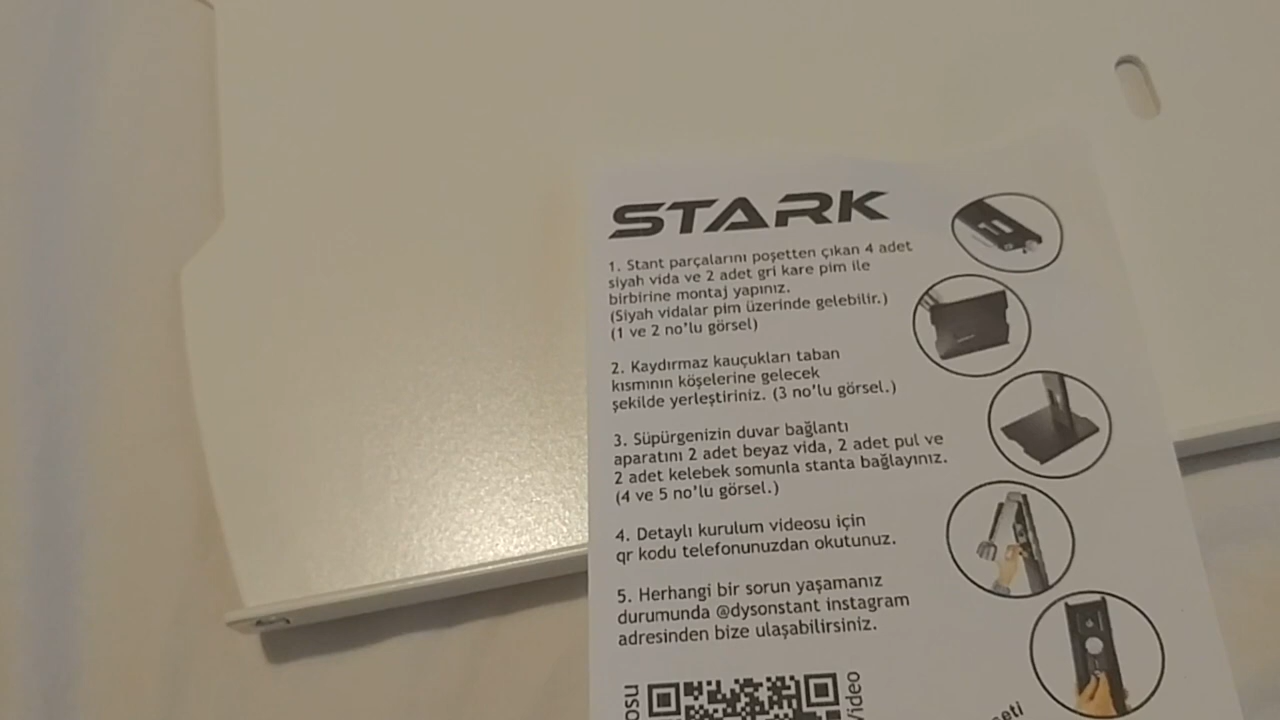 STARK
1. Stant parçalarını poşetten çıkan 4 adet
siyah vida ve 2 adet gri kare pim ile
birbirine montaj yapınız.
(Siyah vidalar pim üzerinde gelebilir.)
(1 ve 2 no'lu görsel)
2. Kaydırmaz kauçukları taban
kısmının köşelerine gelecek
şekilde yerleştiriniz. (3 no'lu görsel.)
3. Süpürgenizin duvar bağlantı
aparatını 2 adet beyaz vida, 2 adet pul ve
2 adet kelebek somunla stanta bağlayınız.
(4 ve 5 no'lu görsel.)
4. Detaylı kurulum videosu için
qr kodu telefonunuzdan okutunuz.
5. Herhangi bir sorun yaşamanız
durumunda @dysonstant instagram
adresinden bize ulaşabilirsiniz.